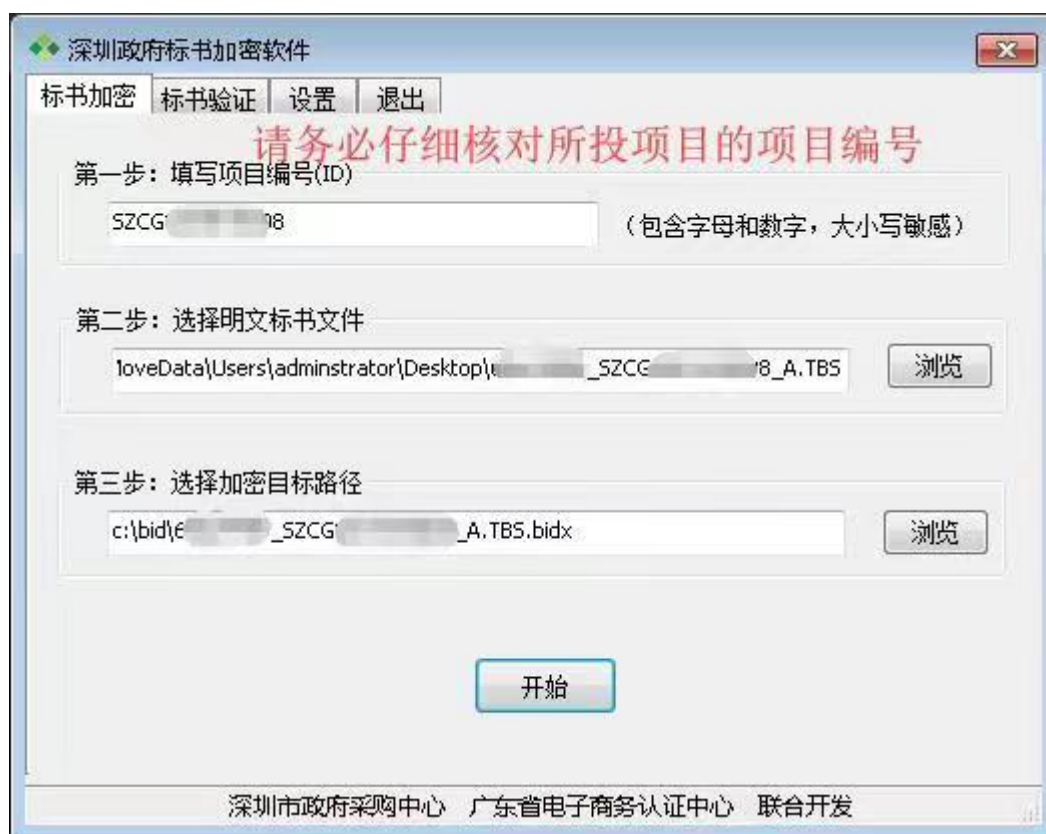 深圳政府标书加密软件
标书加密 标书验证 设置 退出
请务必仔细核对所投项目的项目编号
第一步：填写项目编号(ID)
SZCG 08 （包含字母和数字，大小写敏感）
第二步：选择明文标书文件
loveData\Users\adminstrator\Desktop\ _SZCG 8_A.TBS 浏览
第三步：选择加密目标路径
c:\bid\6 _SZCG _A.TBS.bidx 浏览
开始
深圳市政府采购中心 广东省电子商务认证中心 联合开发